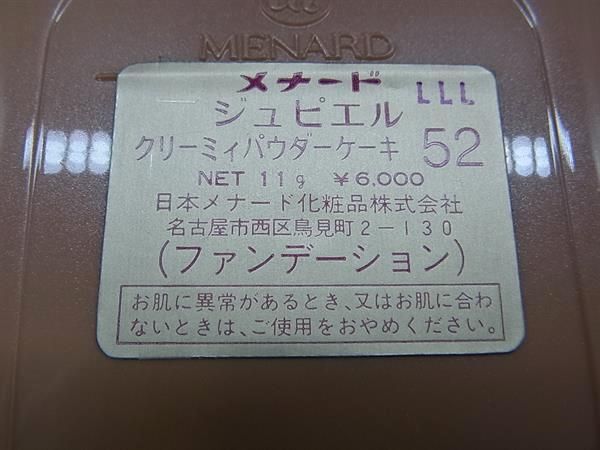 MENARD
メナード LLL
ジュピエル
クリーミィパウダーケーキ 52
NET 11g ¥6,000
日本メナード化粧品株式会社
名古屋市西区鳥見町2-130
(ファンデーション)
お肌に異常があるとき、又はお肌に合わ
ないときは、ご使用をおやめください。